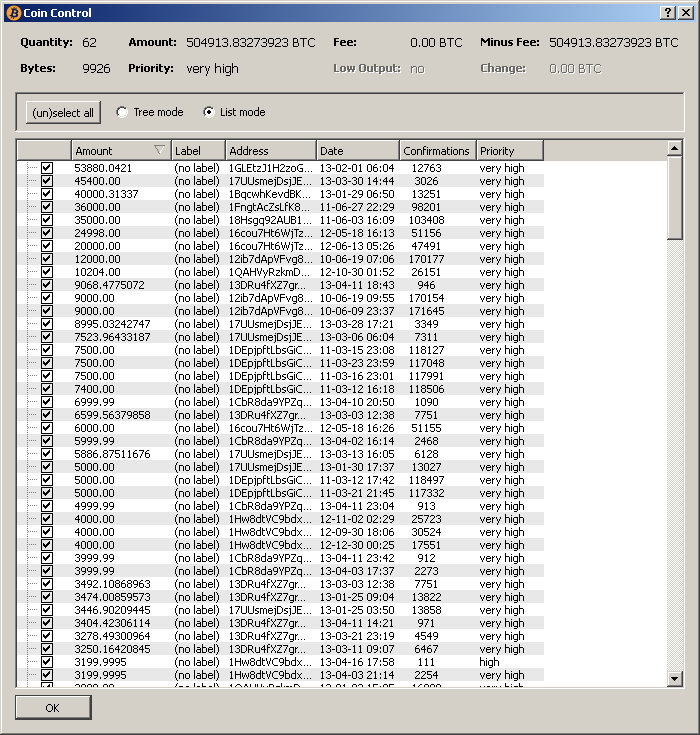 Coin Control
Quantity: 62 Amount: 504913.83273923 BTC Fee: 0.00 BTC Minus Fee: 504913.83273923 BTC
Bytes: 9926 Priority: very high Low Output: no Change: 0.00 BTC
(un)select all Tree mode List mode
Amount Label Address Date Confirmations Priority
53880.0421 (no label) 1GLEtzJ1H2zoG... 13-02-01 06:04 12763 very high
45400.00 (no label) 17UUsmejDsjJE... 13-03-30 14:44 3026 very high
40000.31337 (no label) 1BqcwhKevdBK... 13-01-29 06:50 13251 very high
36000.00 (no label) 1FngtAcZsLfK8... 11-06-27 22:29 98201 very high
35000.00 (no label) 18Hsgq92AUB1... 11-06-03 16:09 103408 very high
24998.00 (no label) 16cou7Ht6WjTz... 12-05-18 16:13 51156 very high
20000.00 (no label) 16cou7Ht6WjTz... 12-06-13 05:26 47491 very high
12000.00 (no label) 12ib7dApVFvg8... 10-06-19 07:06 170177 very high
10204.00 (no label) 1QAHVyRzkmD... 12-10-30 01:52 26151 very high
9068.4775072 (no label) 13DRu4fXZ7gr... 13-04-11 18:43 946 very high
9000.00 (no label) 12ib7dApVFvg8... 10-06-19 09:55 170154 very high
9000.00 (no label) 12ib7dApVFvg8... 10-06-09 23:37 171645 very high
8995.03242747 (no label) 17UUsmejDsjJE... 13-03-28 17:21 3349 very high
7523.96433187 (no label) 17UUsmejDsjJE... 13-03-06 06:04 7311 very high
7500.00 (no label) 1DEpjpftLbsGiC... 11-03-15 23:08 118127 very high
7500.00 (no label) 1DEpjpftLbsGiC... 11-03-23 23:59 117048 very high
7500.00 (no label) 1DEpjpftLbsGiC... 11-03-16 23:01 117991 very high
7400.00 (no label) 1DEpjpftLbsGiC... 11-03-12 16:18 118506 very high
6999.99 (no label) 1CbR8da9YPZq... 13-04-10 20:50 1090 very high
6599.56379858 (no label) 13DRu4fXZ7gr... 13-03-03 12:38 7751 very high
6000.00 (no label) 16cou7Ht6WjTz... 12-05-18 16:26 51155 very high
5999.99 (no label) 1CbR8da9YPZq... 13-04-02 16:14 2468 very high
5886.87511676 (no label) 17UUsmejDsjJE... 13-03-13 16:05 6128 very high
5000.00 (no label) 17UUsmejDsjJE... 13-01-30 17:37 13027 very high
5000.00 (no label) 1DEpjpftLbsGiC... 11-03-12 17:42 118497 very high
5000.00 (no label) 1DEpjpftLbsGiC... 11-03-21 21:45 117332 very high
4999.99 (no label) 1CbR8da9YPZq... 13-04-11 23:04 913 very high
4000.00 (no label) 1Hw8dtVC9bdx... 12-11-02 02:29 25723 very high
4000.00 (no label) 1Hw8dtVC9bdx... 12-09-30 18:06 30524 very high
4000.00 (no label) 1Hw8dtVC9bdx... 12-12-30 00:25 17551 very high
3999.99 (no label) 1CbR8da9YPZq... 13-04-11 23:42 912 very high
3999.99 (no label) 1CbR8da9YPZq... 13-04-03 17:37 2273 very high
3492.10868963 (no label) 13DRu4fXZ7gr... 13-03-03 12:38 7751 very high
3474.00859573 (no label) 13DRu4fXZ7gr... 13-01-25 09:04 13822 very high
3446.90209445 (no label) 17UUsmejDsjJE... 13-01-25 03:50 13858 very high
3404.42306114 (no label) 13DRu4fXZ7gr... 13-04-11 14:21 971 very high
3278.49300964 (no label) 13DRu4fXZ7gr... 13-03-21 23:19 4549 very high
3250.16420845 (no label) 13DRu4fXZ7gr... 13-03-11 09:07 6467 very high
3199.9995 (no label) 1Hw8dtVC9bdx... 13-04-16 17:58 111 high
3199.9995 (no label) 1Hw8dtVC9bdx... 13-04-03 21:14 2254 very high
OK